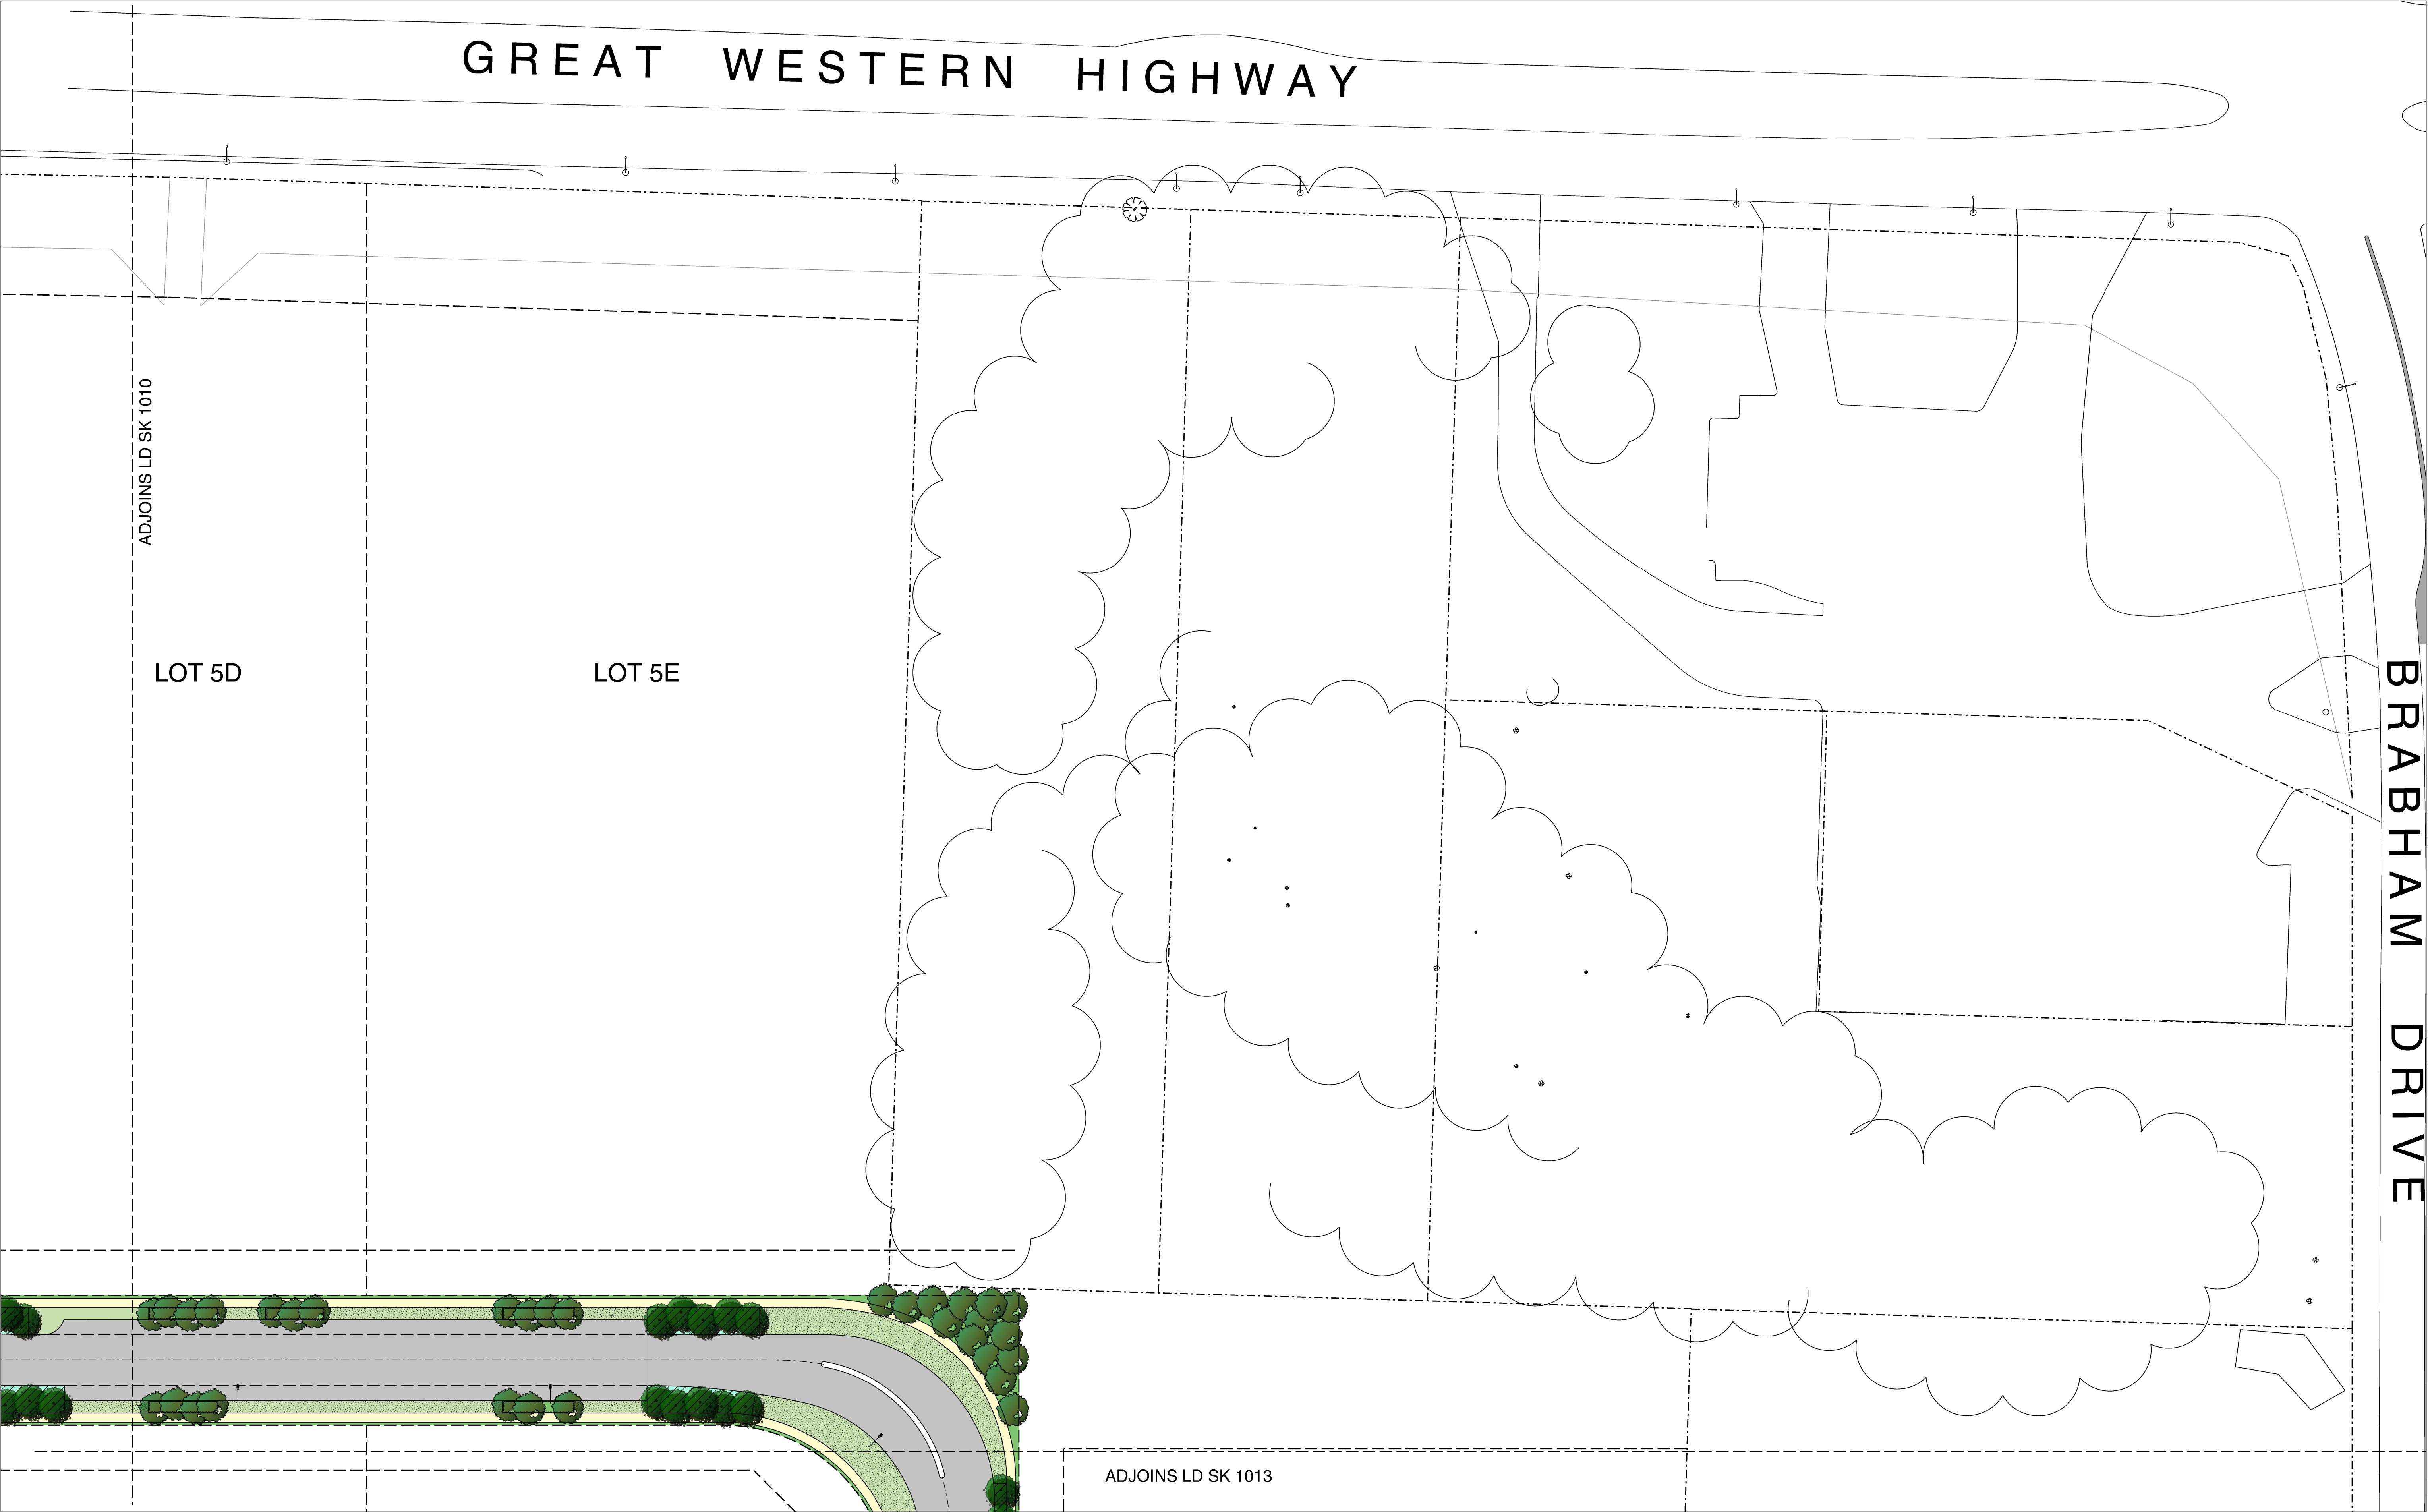 GREAT WESTERN HIGHWAY
ADJOINS LD SK 1010
LOT 5D
LOT 5E
BRABHAM DRIVE
ADJOINS LD SK 1013